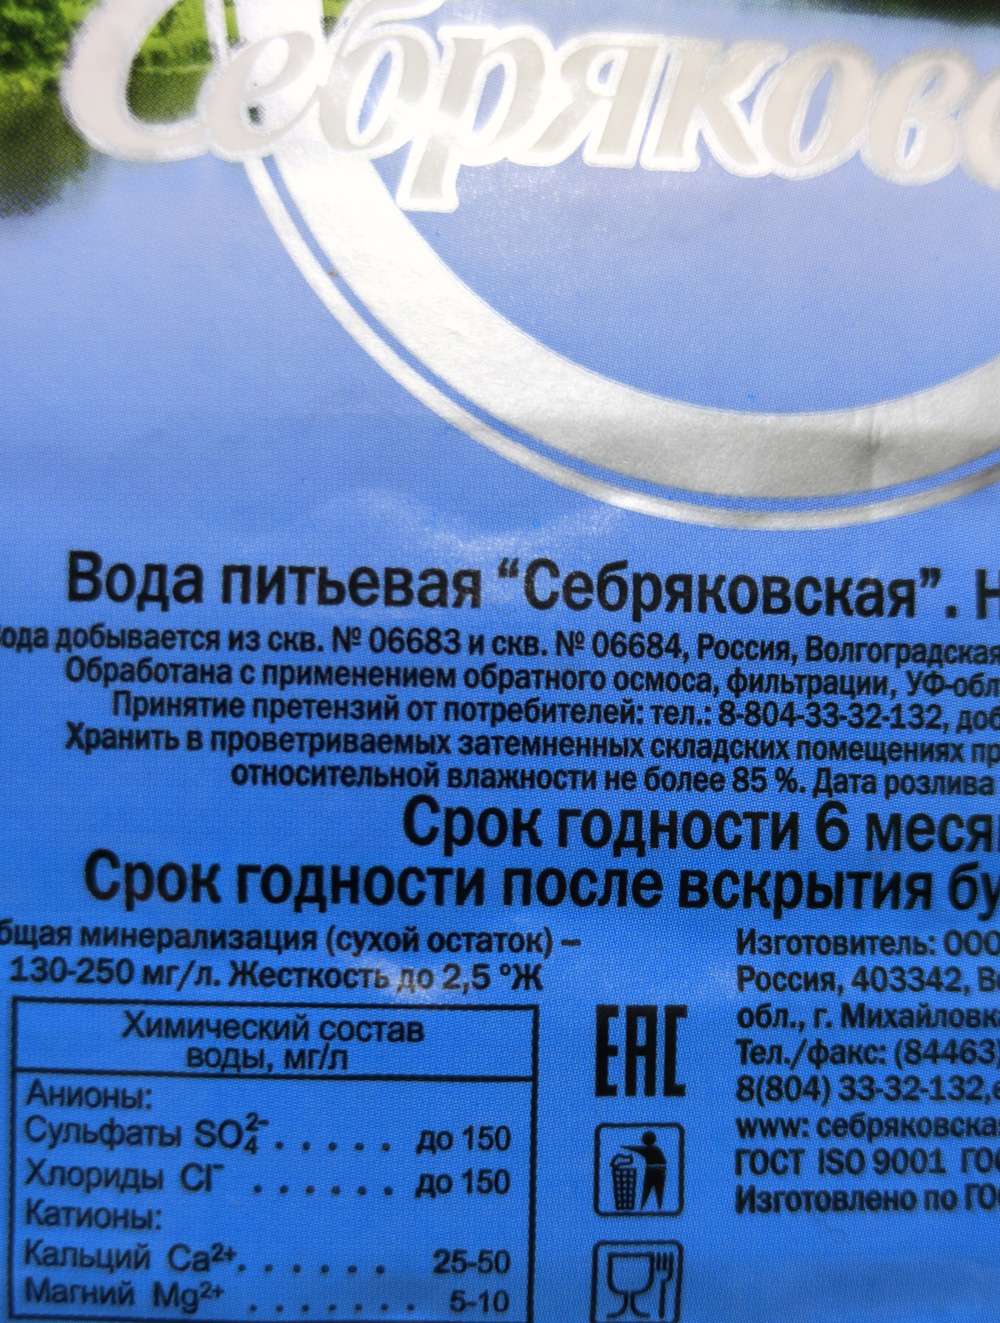 Себряковс
Вода питьевая “Себряковская”. Н
ода добывается из скв. № 06683 и скв. № 06684, Россия, Волгоградская
Обработана с применением обратного осмоса, фильтрации, УФ-обл
Принятие претензий от потребителей: тел.: 8-804-33-32-132, доб
Хранить в проветриваемых затемненных складских помещениях пр
относительной влажности не более 85 %. Дата розлива
Срок годности 6 меся
Срок годности после вскрытия бу
бщая минерализация (сухой остаток) –
130-250 мг/л. Жесткость до 2,5 °Ж
Химический состав
воды, мг/л
Анионы:
Сульфаты SO₄²⁻ . . . . . . до 150
Хлориды Cl⁻ . . . . . . . до 150
Катионы:
Кальций Ca²⁺ . . . . . . 25-50
Магний Mg²⁺ . . . . . . . 5-10
EAC
Изготовитель: ООО
Россия, 403342, В
обл., г. Михайловк
Тел./факс: (84463)
8(804) 33-32-132,
www: себряковска
ГОСТ ISO 9001 ГО
Изготовлено по ГО